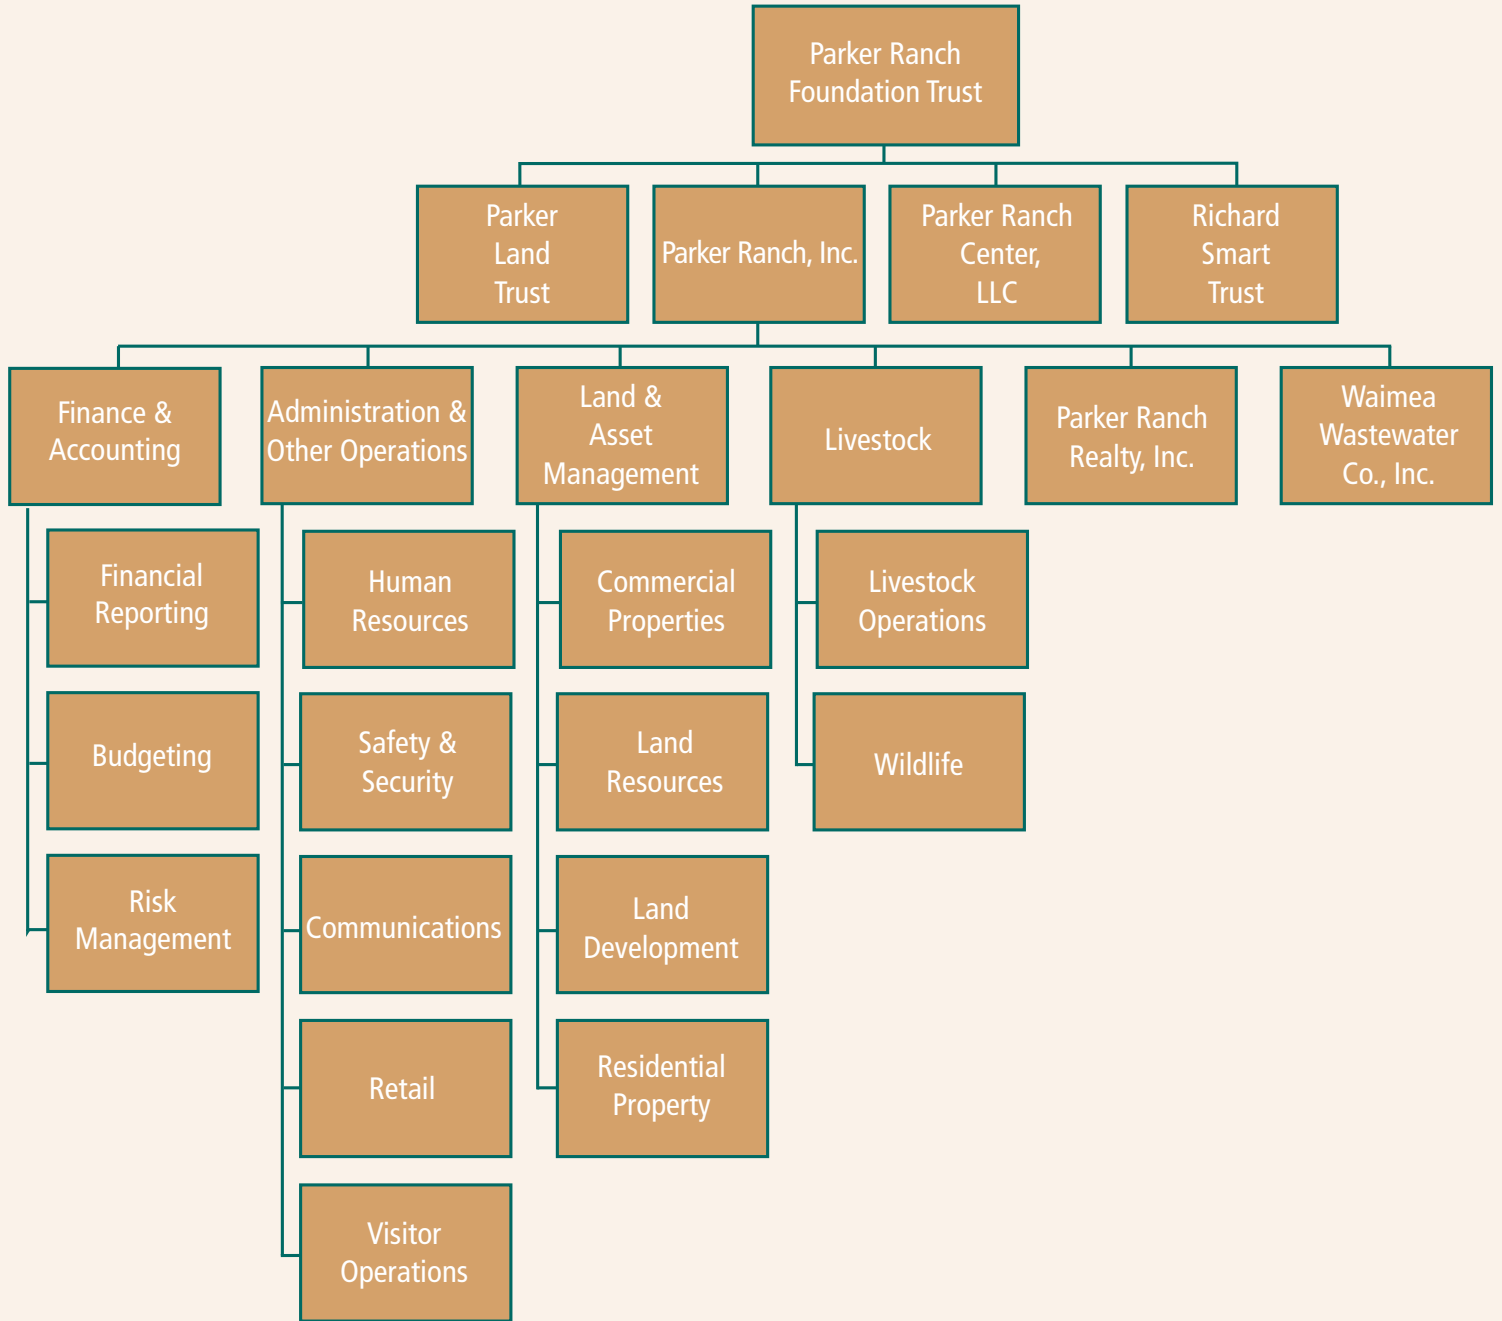 Parker Ranch
Foundation Trust
Parker
Land
Trust
Parker Ranch, Inc.
Parker Ranch
Center,
LLC
Richard
Smart
Trust
Finance &
Accounting
Administration &
Other Operations
Land &
Asset
Management
Livestock
Parker Ranch
Realty, Inc.
Waimea
Wastewater
Co., Inc.
Financial
Reporting
Budgeting
Risk
Management
Human
Resources
Safety &
Security
Communications
Retail
Visitor
Operations
Commercial
Properties
Land
Resources
Land
Development
Residential
Property
Livestock
Operations
Wildlife